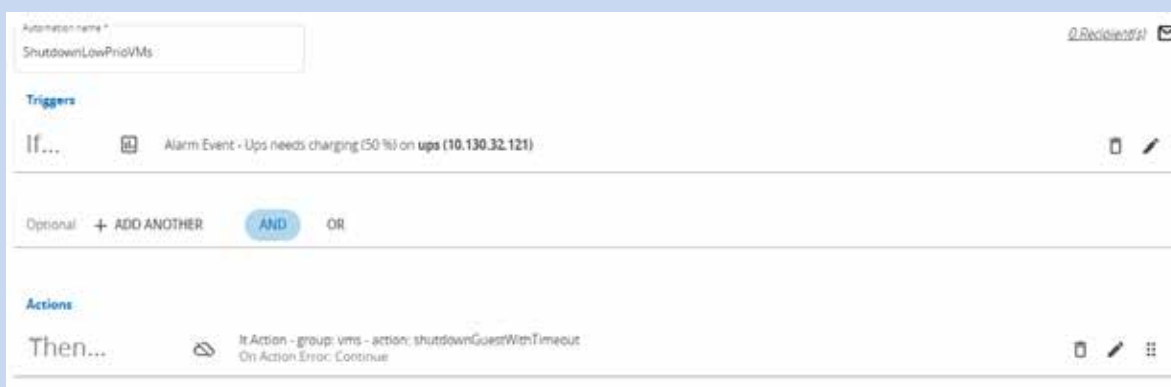 Automation name *
ShutdownLowPrioVMs
0 Recipient(s)
Triggers
If...
Alarm Event - Ups needs charging (50 %) on ups (10.130.32.121)
Optional + ADD ANOTHER AND OR
Actions
Then...
It Action - group: vms - action: shutdownGuestWithTimeout
On Action Error: Continue